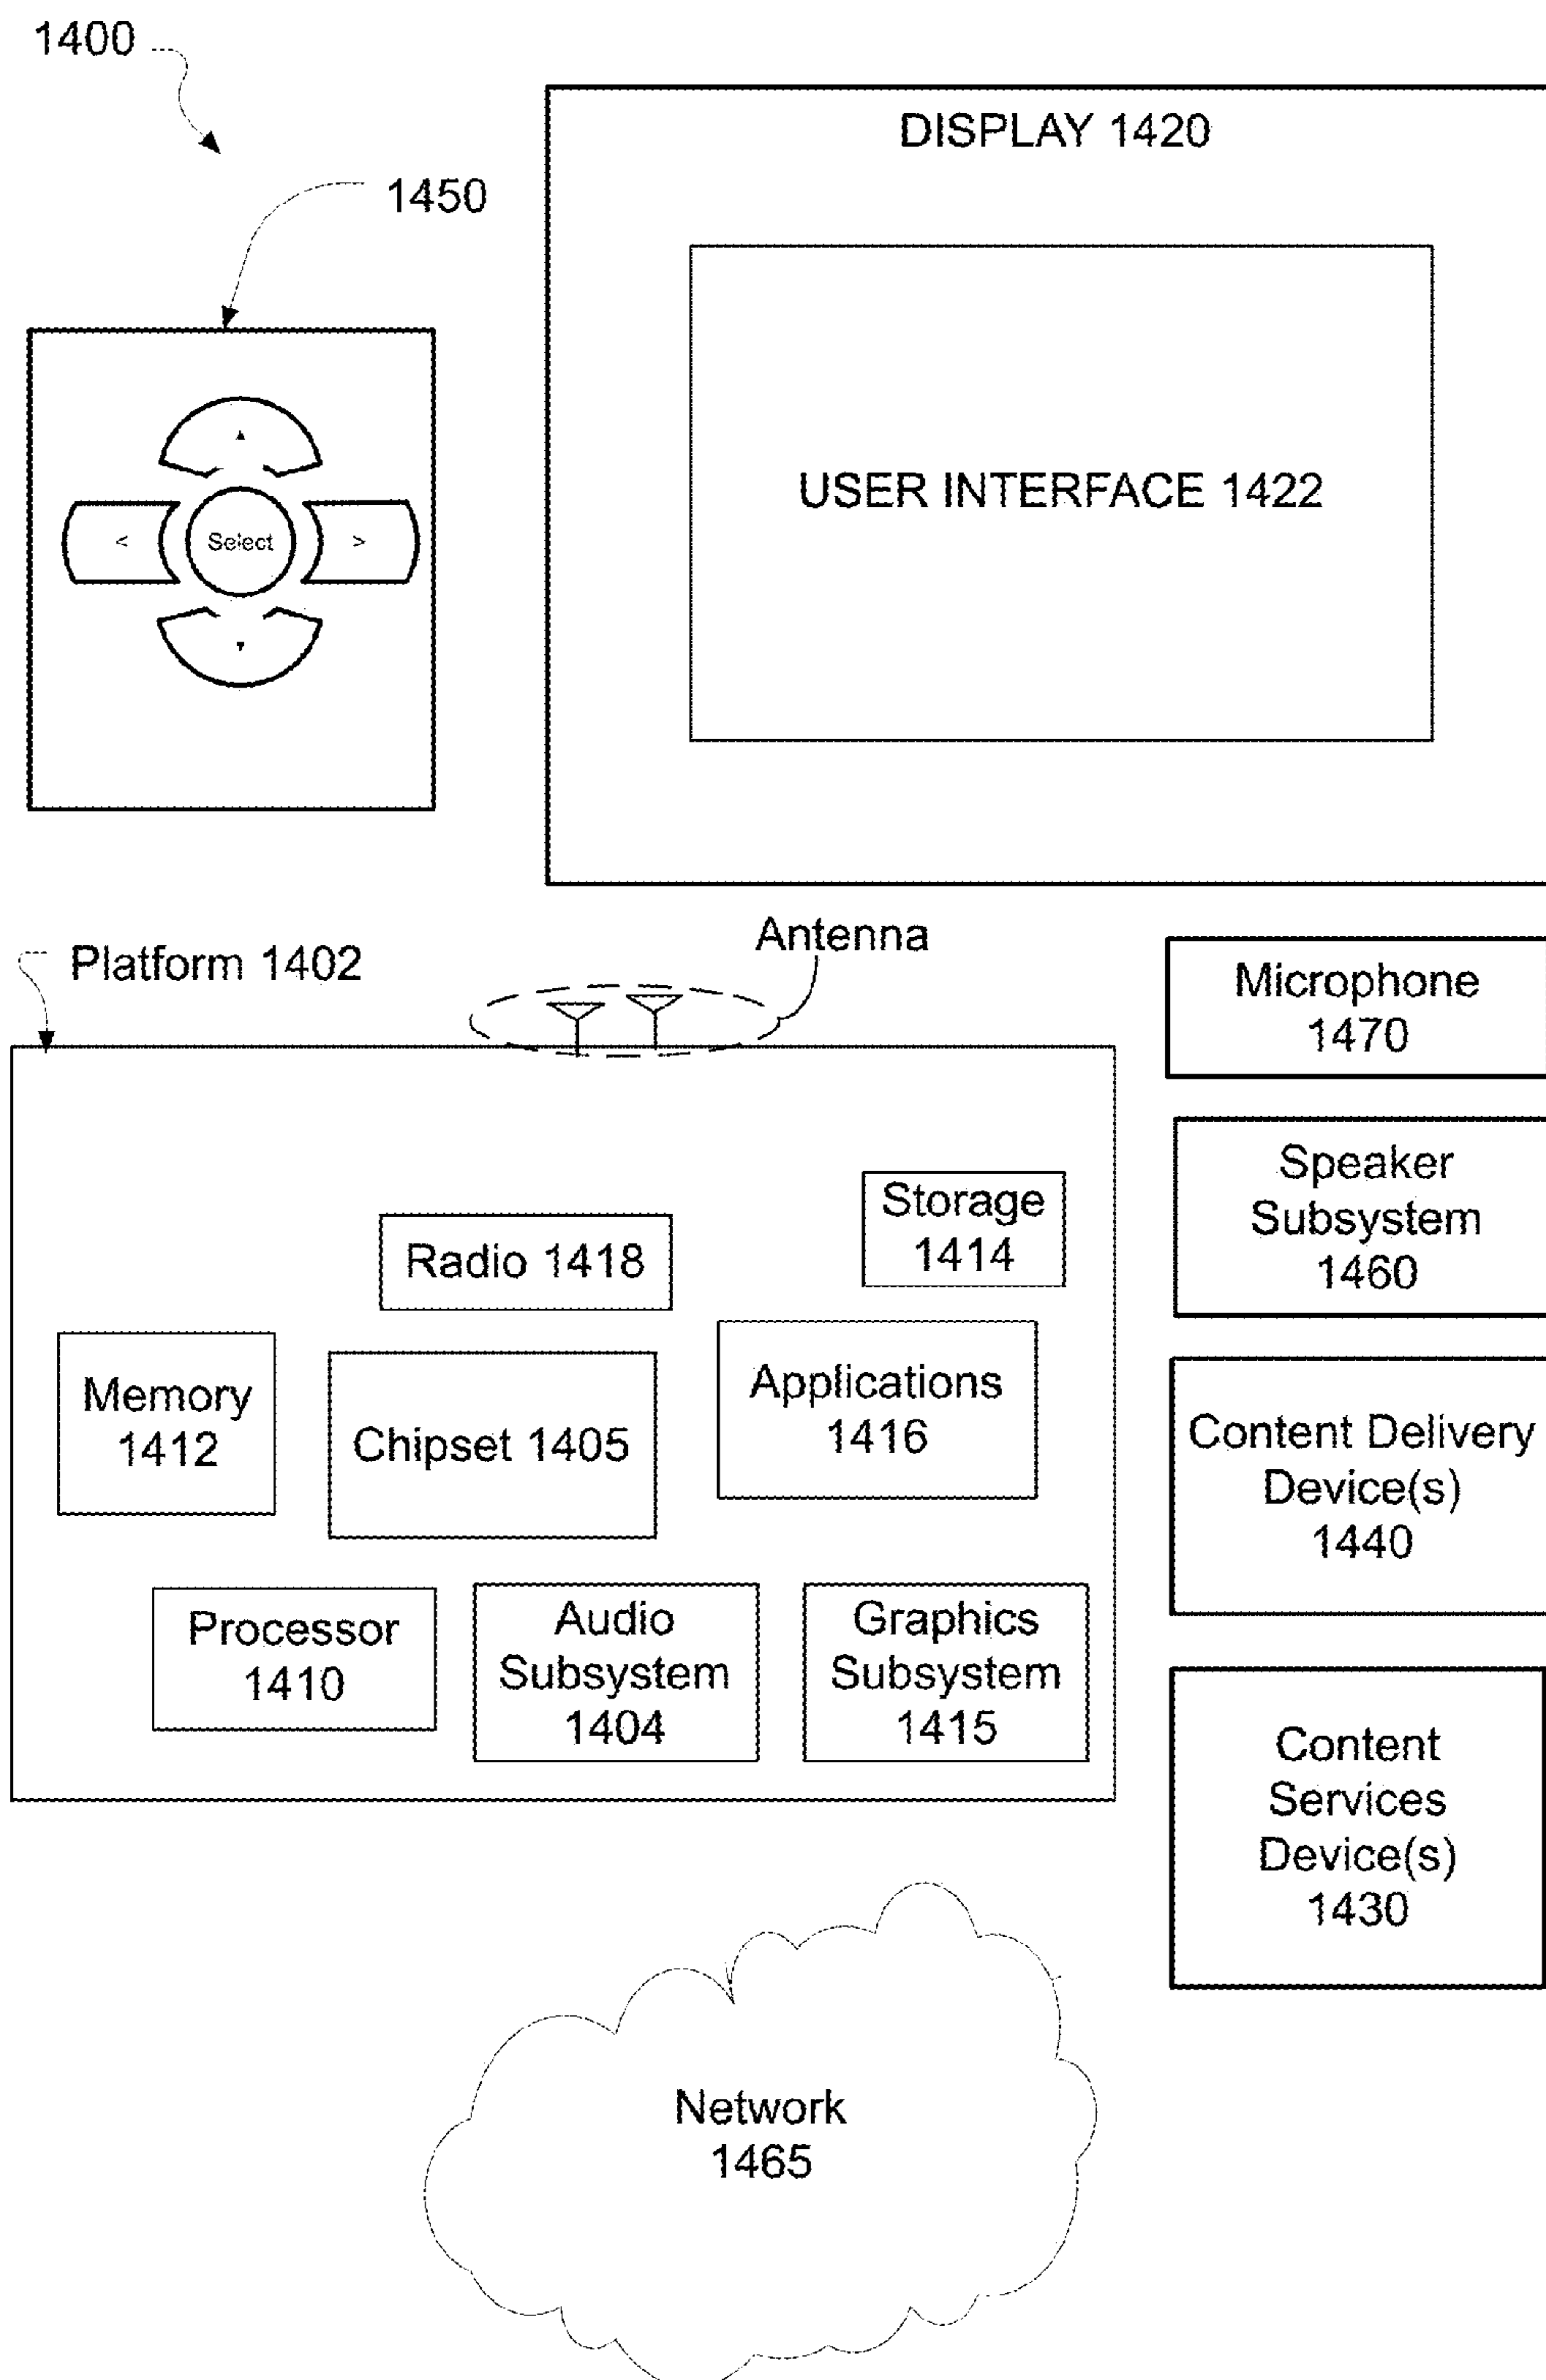 1400
DISPLAY 1420
1450
USER INTERFACE 1422
▲
< Select >
▼
Antenna
Platform 1402
Microphone
1470
Speaker
Subsystem
1460
Storage
1414
Radio 1418
Memory
1412
Chipset 1405
Applications
1416
Content Delivery
Device(s)
1440
Processor
1410
Audio
Subsystem
1404
Graphics
Subsystem
1415
Content
Services
Device(s)
1430
Network
1465